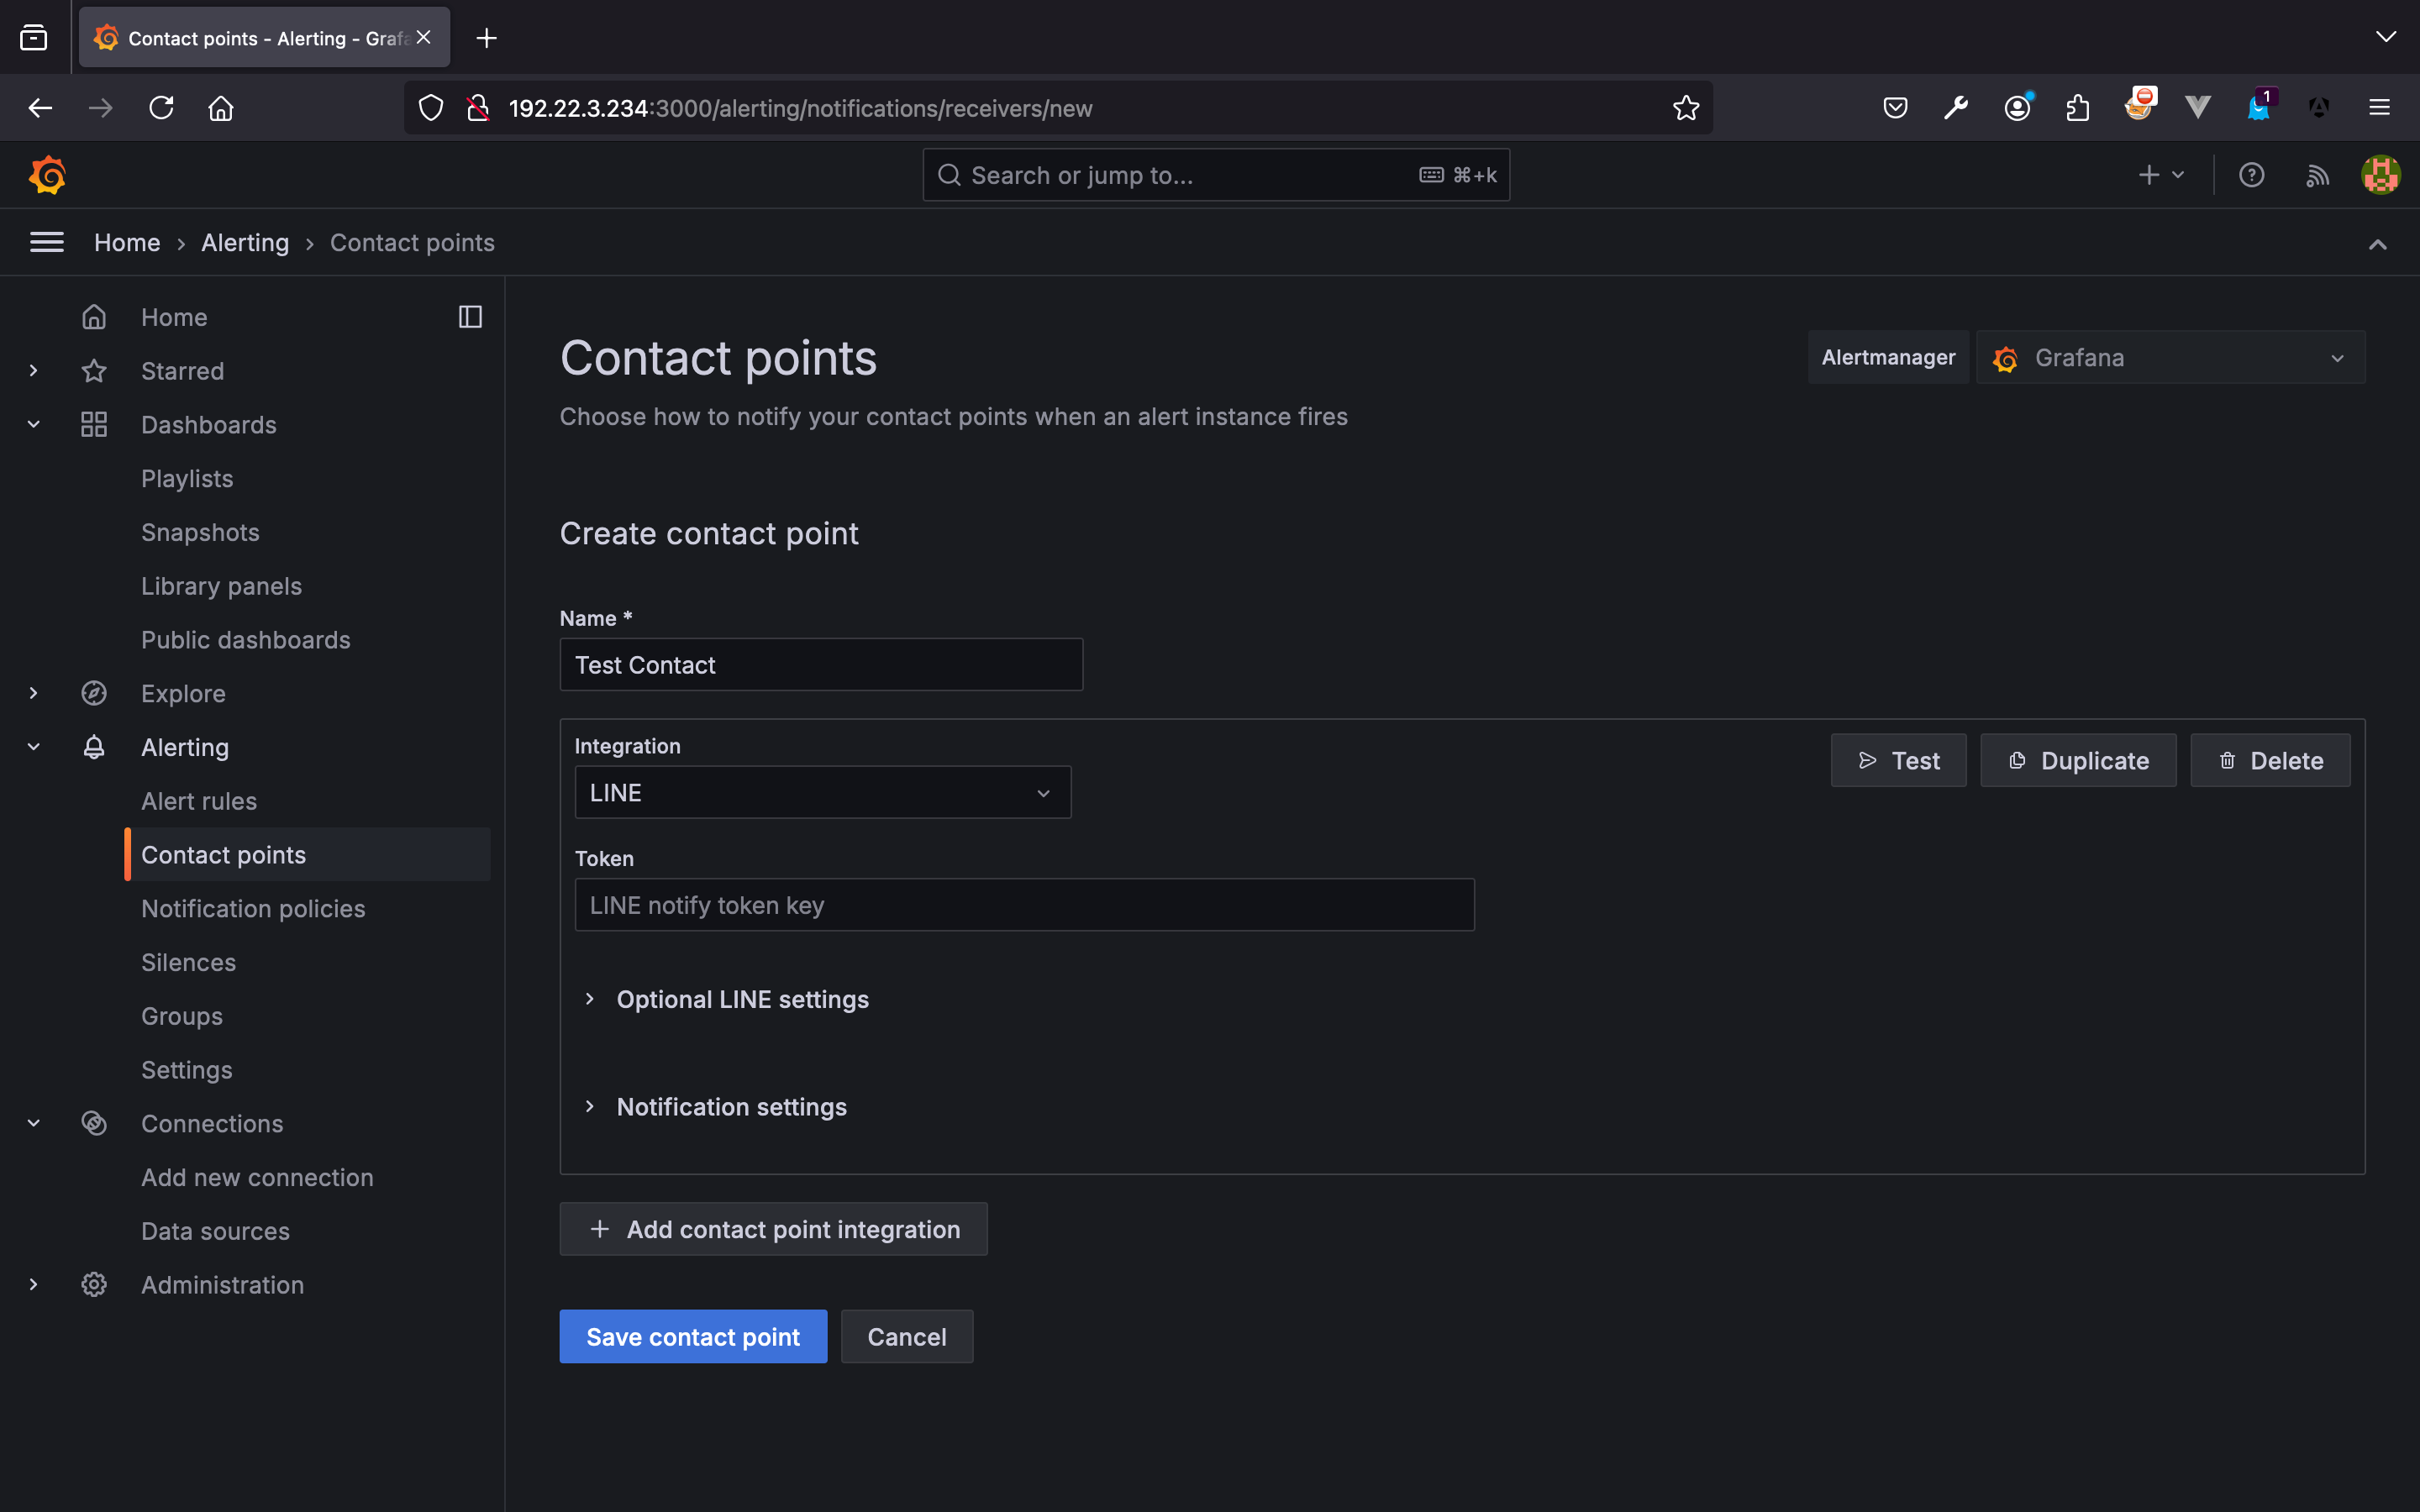 Contact points - Alerting - Grafa
192.22.3.234:3000/alerting/notifications/receivers/new
1
Search or jump to...
⌘+k
Home › Alerting › Contact points
Home
Starred
Dashboards
Playlists
Snapshots
Library panels
Public dashboards
Explore
Alerting
Alert rules
Contact points
Notification policies
Silences
Groups
Settings
Connections
Add new connection
Data sources
Administration
Contact points
Alertmanager
Grafana
Choose how to notify your contact points when an alert instance fires
Create contact point
Name *
Test Contact
Integration
LINE
Test
Duplicate
Delete
Token
LINE notify token key
Optional LINE settings
Notification settings
Add contact point integration
Save contact point
Cancel